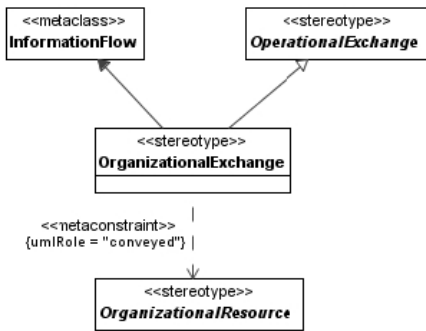 <<metaclass>>
InformationFlow
<<stereotype>>
OperationalExchange
<<stereotype>>
OrganizationalExchange
<<metaconstraint>>
{umlRole = "conveyed"}
<<stereotype>>
OrganizationalResource